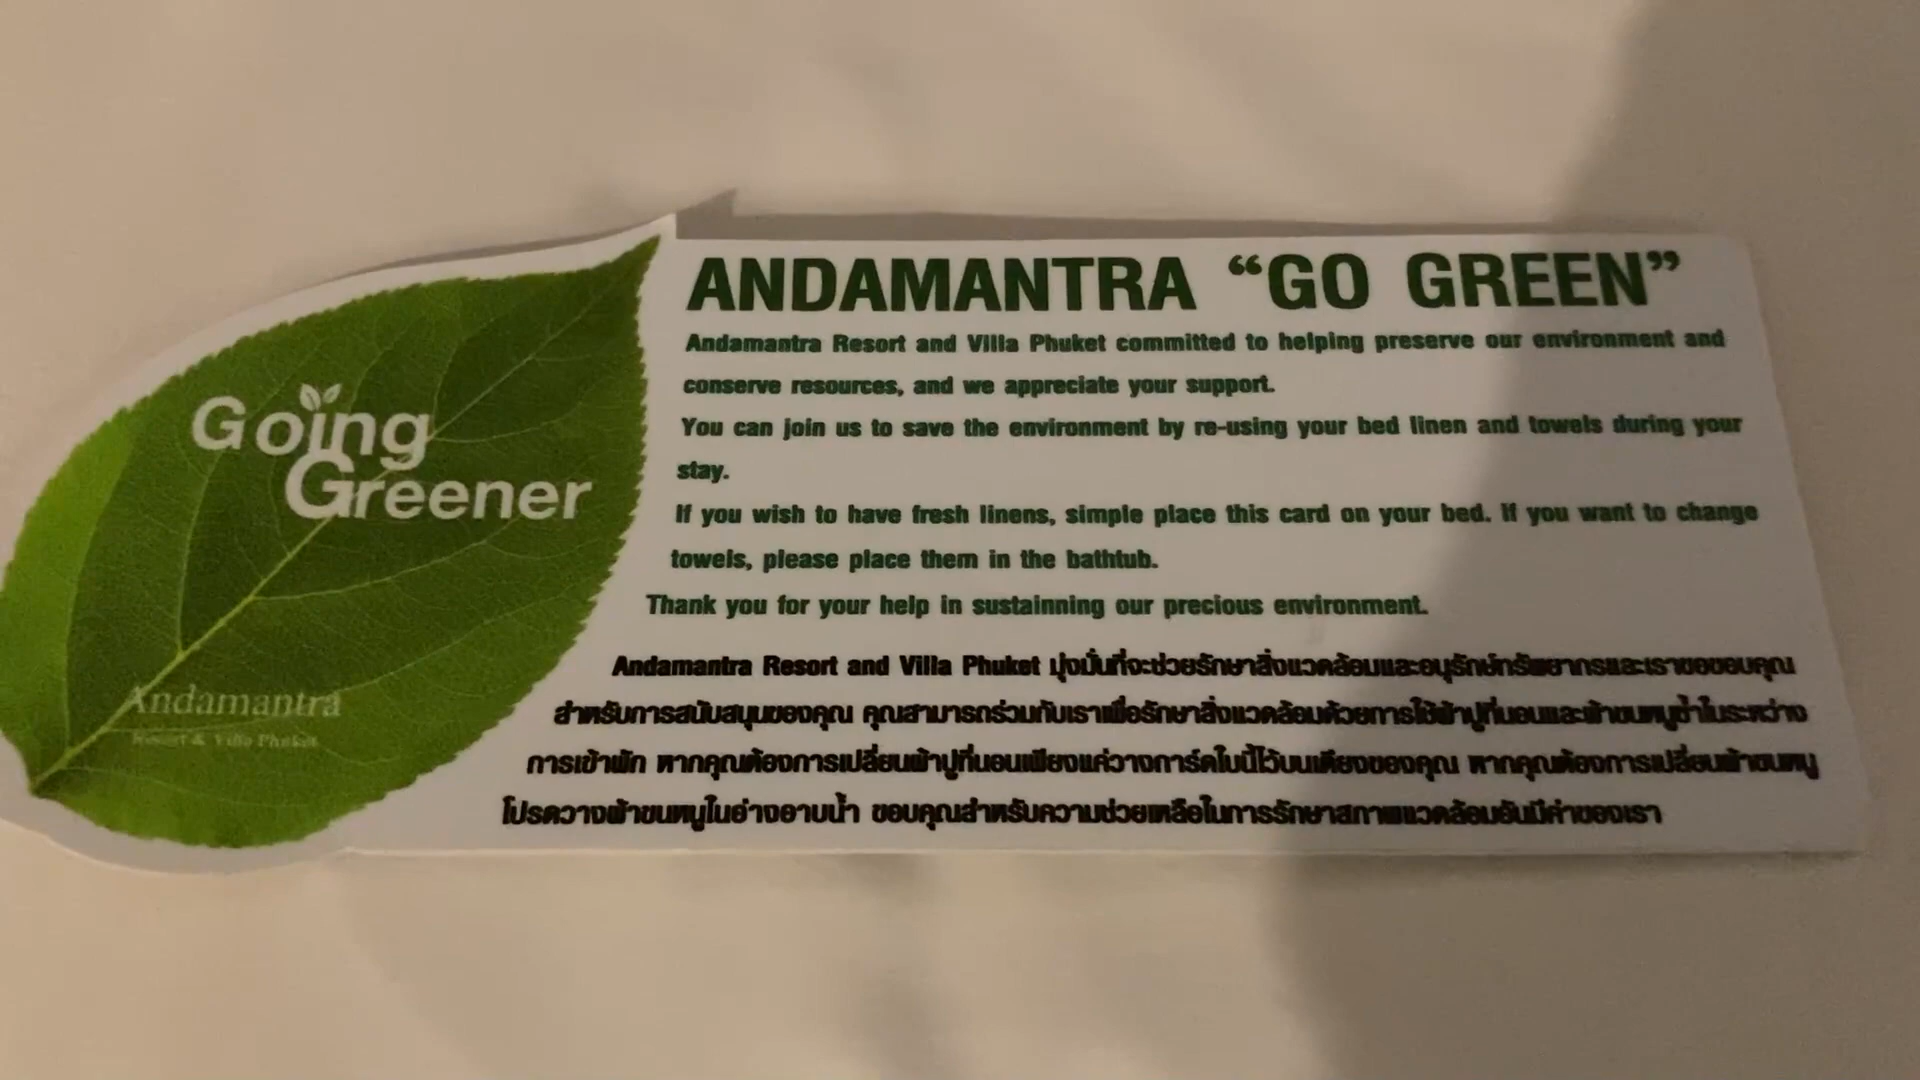 Going
Greener
Andamantra
Resort & Villa Phuket
ANDAMANTRA “GO GREEN”
Andamantra Resort and Villa Phuket committed to helping preserve our environment and
conserve resources, and we appreciate your support.
You can join us to save the environment by re-using your bed linen and towels during your
stay.
If you wish to have fresh linens, simple place this card on your bed. If you want to change
towels, please place them in the bathtub.
Thank you for your help in sustainning our precious environment.
Andamantra Resort and Villa Phuket มุ่งมั่นที่จะช่วยรักษาสิ่งแวดล้อมและอนุรักษ์ทรัพยากรและเราขอขอบคุณ
สำหรับการสนับสนุนของคุณ คุณสามารถร่วมกับเราเพื่อรักษาสิ่งแวดล้อมด้วยการใช้ผ้าปูที่นอนและผ้าขนหนูซ้ำในระหว่าง
การเข้าพัก หากคุณต้องการเปลี่ยนผ้าปูที่นอนเพียงแค่วางการ์ดใบนี้ไว้บนเตียงของคุณ หากคุณต้องการเปลี่ยนผ้าขนหนู
โปรดวางผ้าขนหนูในอ่างอาบน้ำ ขอบคุณสำหรับความช่วยเหลือในการรักษาสภาพแวดล้อมอันมีค่าของเรา